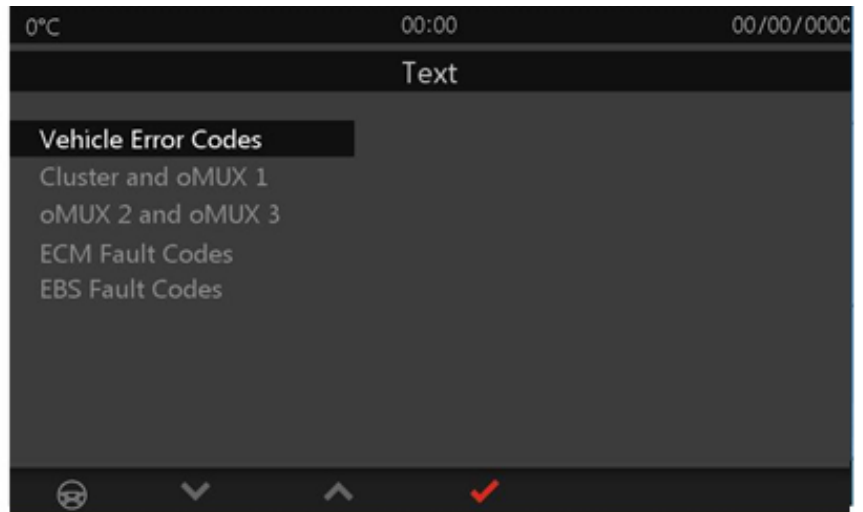 0°C 00:00 00/00/0000
Text
Vehicle Error Codes
Cluster and oMUX 1
oMUX 2 and oMUX 3
ECM Fault Codes
EBS Fault Codes